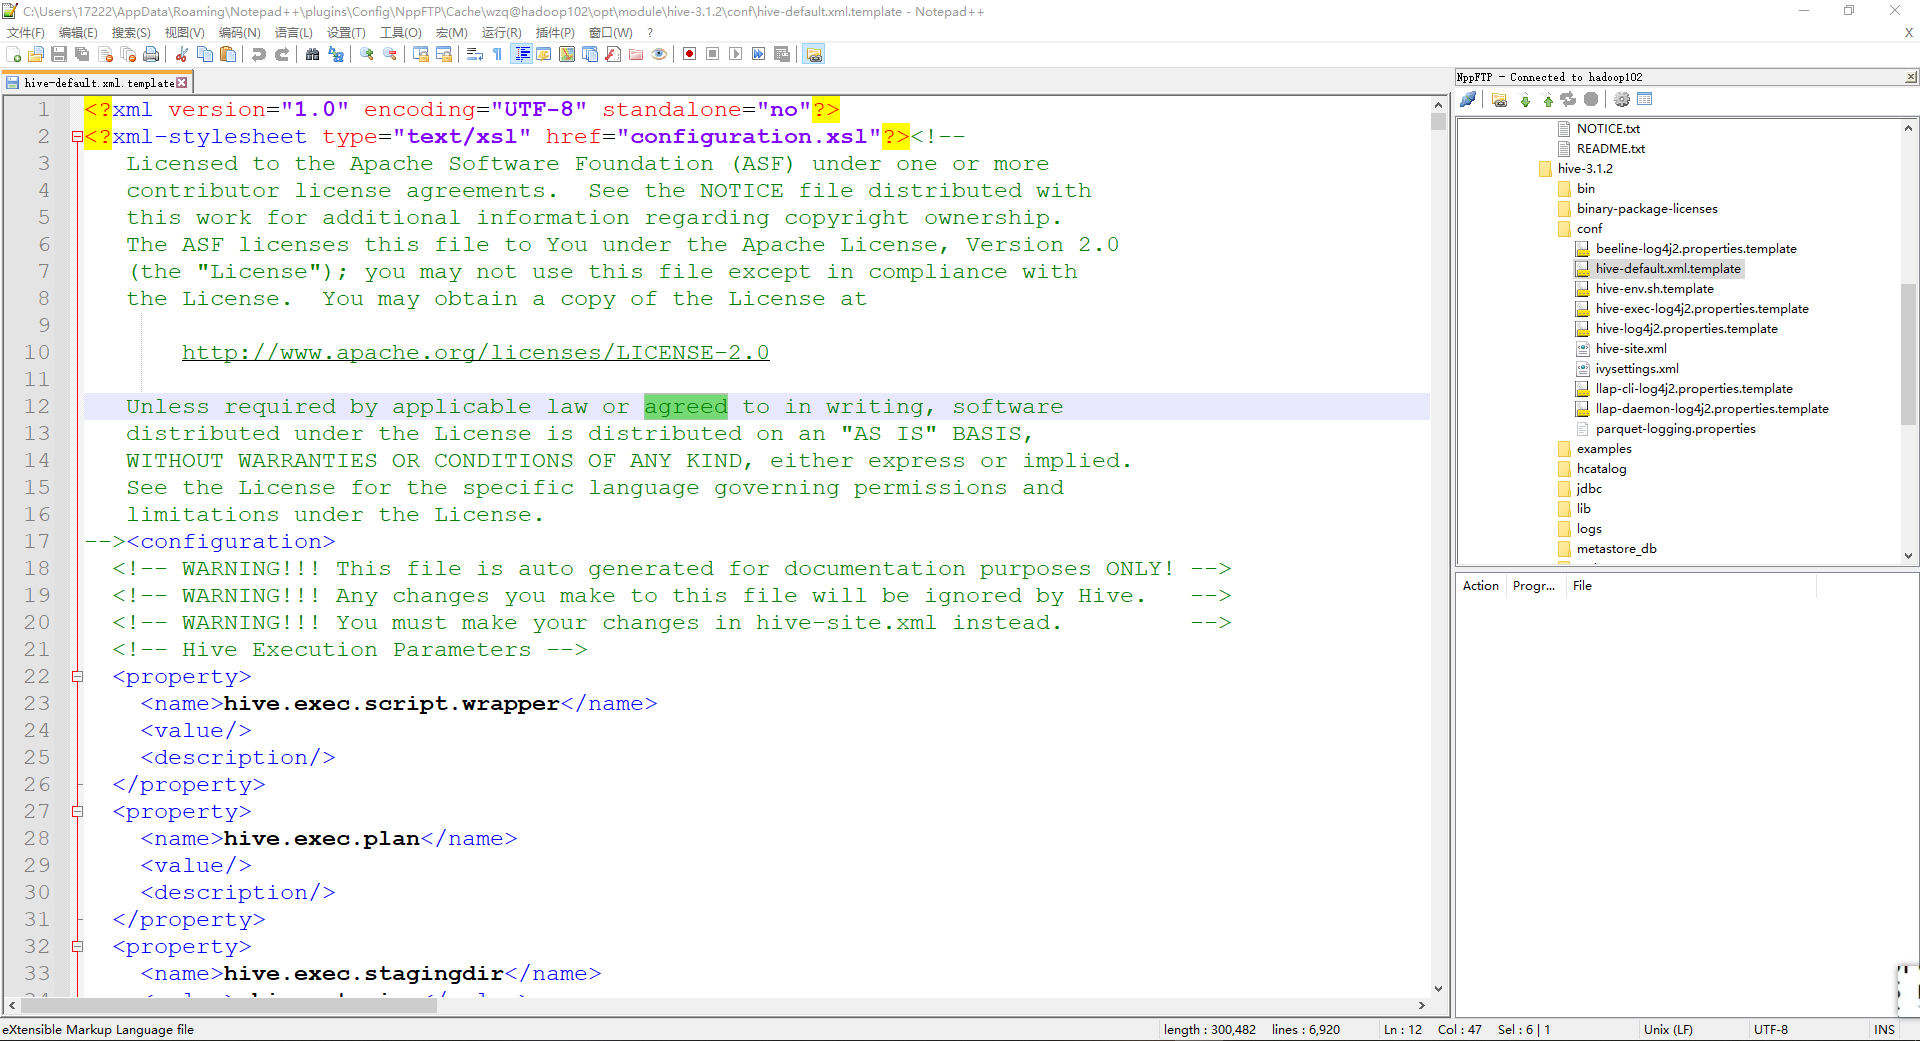 C:\Users\17222\AppData\Roaming\Notepad++\plugins\Config\NppFTP\Cache\wzq@hadoop102\opt\module\hive-3.1.2\conf\hive-default.xml.template - Notepad++
文件(F) 编辑(E) 搜索(S) 视图(V) 编码(N) 语言(L) 设置(T) 工具(O) 宏(M) 运行(R) 插件(P) 窗口(W) ? X
hive-default.xml.template
1 <?xml version="1.0" encoding="UTF-8" standalone="no"?>
2 <?xml-stylesheet type="text/xsl" href="configuration.xsl"?><!--
3 Licensed to the Apache Software Foundation (ASF) under one or more
4 contributor license agreements.  See the NOTICE file distributed with
5 this work for additional information regarding copyright ownership.
6 The ASF licenses this file to You under the Apache License, Version 2.0
7 (the "License"); you may not use this file except in compliance with
8 the License.  You may obtain a copy of the License at
9
10 http://www.apache.org/licenses/LICENSE-2.0
11
12 Unless required by applicable law or agreed to in writing, software
13 distributed under the License is distributed on an "AS IS" BASIS,
14 WITHOUT WARRANTIES OR CONDITIONS OF ANY KIND, either express or implied.
15 See the License for the specific language governing permissions and
16 limitations under the License.
17 --><configuration>
18 <!-- WARNING!!! This file is auto generated for documentation purposes ONLY! -->
19 <!-- WARNING!!! Any changes you make to this file will be ignored by Hive.   -->
20 <!-- WARNING!!! You must make your changes in hive-site.xml instead.         -->
21 <!-- Hive Execution Parameters -->
22 <property>
23 <name>hive.exec.script.wrapper</name>
24 <value/>
25 <description/>
26 </property>
27 <property>
28 <name>hive.exec.plan</name>
29 <value/>
30 <description/>
31 </property>
32 <property>
33 <name>hive.exec.stagingdir</name>
NppFTP - Connected to hadoop102
NOTICE.txt
README.txt
hive-3.1.2
bin
binary-package-licenses
conf
beeline-log4j2.properties.template
hive-default.xml.template
hive-env.sh.template
hive-exec-log4j2.properties.template
hive-log4j2.properties.template
hive-site.xml
ivysettings.xml
llap-cli-log4j2.properties.template
llap-daemon-log4j2.properties.template
parquet-logging.properties
examples
hcatalog
jdbc
lib
logs
metastore_db
Action Progr... File
eXtensible Markup Language file length : 300,482 lines : 6,920 Ln : 12 Col : 47 Sel : 6 | 1 Unix (LF) UTF-8 INS